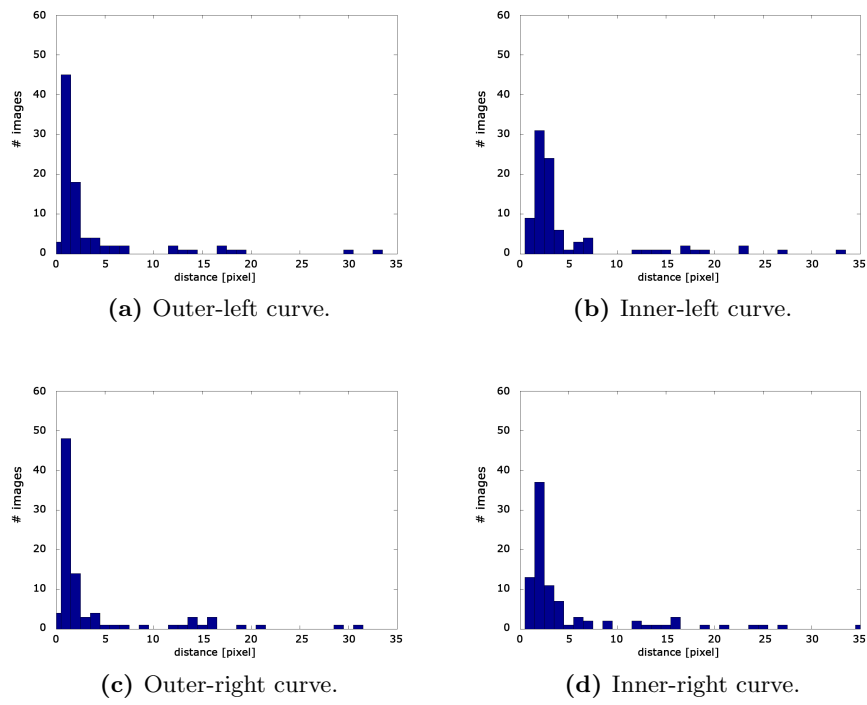 60
50
40
30
20
10
0
# images
0 5 10 15 20 25 30 35
distance [pixel]
(a) Outer-left curve.
60
50
40
30
20
10
0
# images
0 5 10 15 20 25 30 35
distance [pixel]
(b) Inner-left curve.
60
50
40
30
20
10
0
# images
0 5 10 15 20 25 30 35
distance [pixel]
(c) Outer-right curve.
60
50
40
30
20
10
0
# images
0 5 10 15 20 25 30 35
distance [pixel]
(d) Inner-right curve.